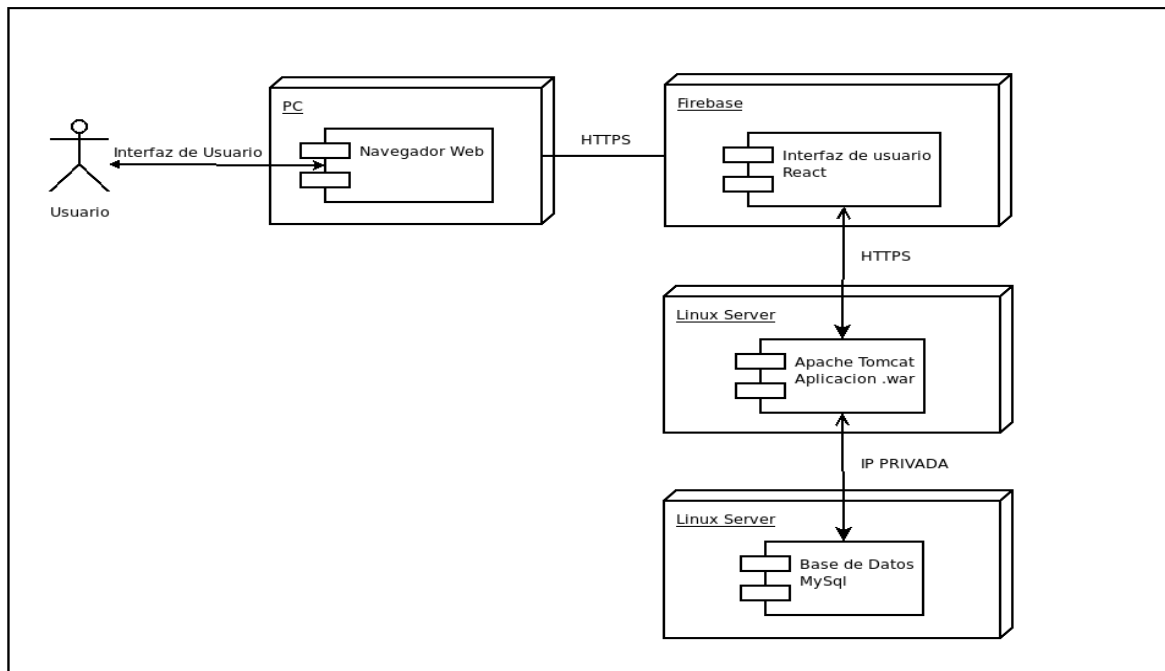 PC
Navegador Web
Interfaz de Usuario
Usuario
HTTPS
Firebase
Interfaz de usuario
React
HTTPS
Linux Server
Apache Tomcat
Aplicacion .war
IP PRIVADA
Linux Server
Base de Datos
MySql